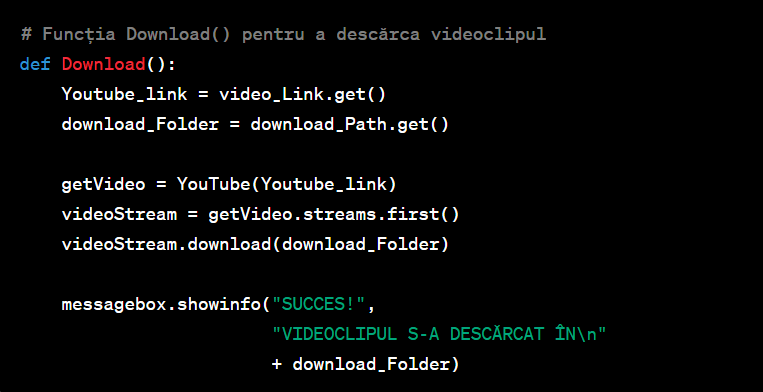 # Funcția Download() pentru a descărca videoclipul
def Download():
    Youtube_link = video_Link.get()
    download_Folder = download_Path.get()

    getVideo = YouTube(Youtube_link)
    videoStream = getVideo.streams.first()
    videoStream.download(download_Folder)

    messagebox.showinfo("SUCCES!",
                        "VIDEOCLIPUL S-A DESCĂRCAT ÎN\n"
                        + download_Folder)